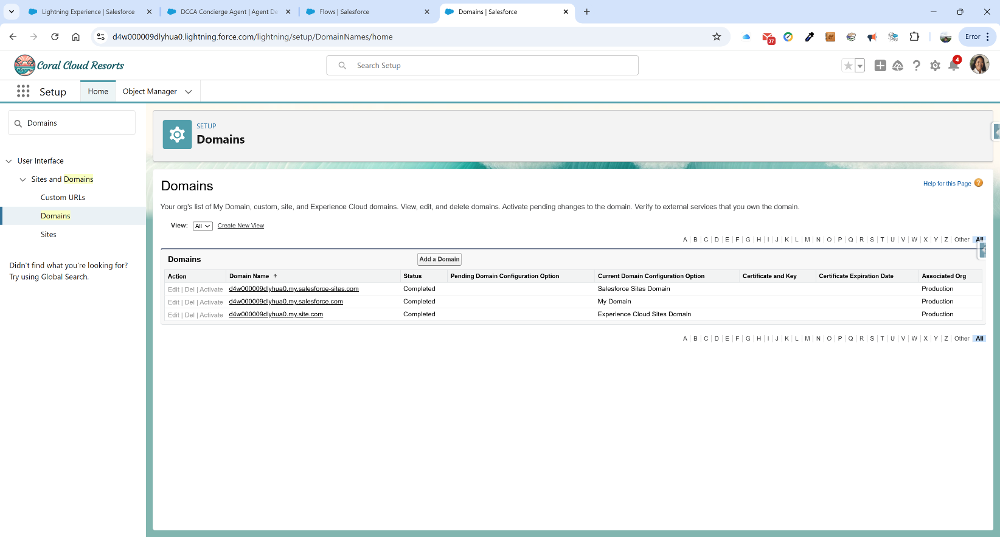 Lightning Experience | Salesforce
DCCA Concierge Agent | Agent De
Flows | Salesforce
Domains | Salesforce
d4w000009dlyhua0.lightning.force.com/lightning/setup/DomainNames/home
37
Error
Coral Cloud Resorts
Search Setup
4
Setup
Home
Object Manager
Domains
SETUP
Domains
User Interface
Sites and Domains
Custom URLs
Domains
Sites
Didn't find what you're looking for?
Try using Global Search.
Domains
Help for this Page ?
Your org's list of My Domain, custom, site, and Experience Cloud domains. View, edit, and delete domains. Activate pending changes to the domain. Verify to external services that you own the domain.
View: All Create New View
A | B | C | D | E | F | G | H | I | J | K | L | M | N | O | P | Q | R | S | T | U | V | W | X | Y | Z | Other | All
Domains Add a Domain
Action Domain Name ↑ Status Pending Domain Configuration Option Current Domain Configuration Option Certificate and Key Certificate Expiration Date Associated Org
Edit | Del | Activate d4w000009dlyhua0.my.salesforce-sites.com Completed Salesforce Sites Domain Production
Edit | Del | Activate d4w000009dlyhua0.my.salesforce.com Completed My Domain Production
Edit | Del | Activate d4w000009dlyhua0.my.site.com Completed Experience Cloud Sites Domain Production
A | B | C | D | E | F | G | H | I | J | K | L | M | N | O | P | Q | R | S | T | U | V | W | X | Y | Z | Other | All